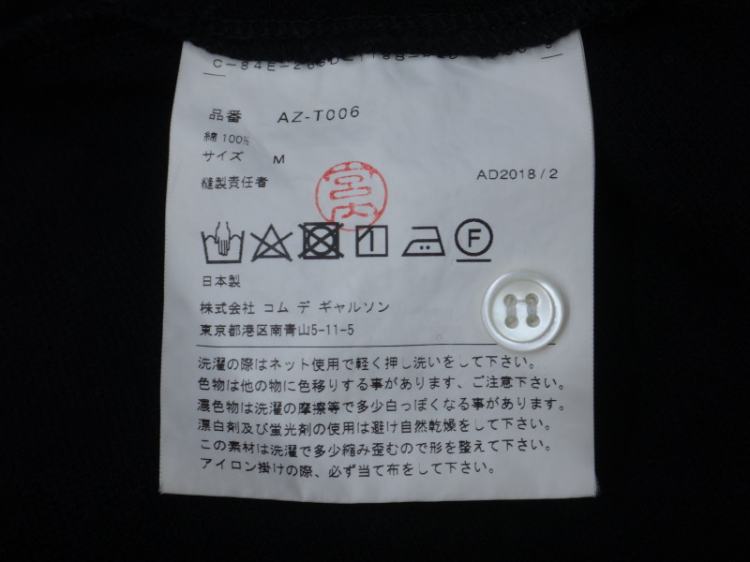 品番 AZ-T006
綿 100%
サイズ M
縫製責任者 宮内 AD2018/2
F
日本製
株式会社 コム デ ギャルソン
東京都港区南青山5-11-5
洗濯の際はネット使用で軽く押し洗いをして下さい。
色物は他の物に色移りする事があります、ご注意下さい。
濃色物は洗濯の摩擦等で多少白っぽくなる事が有ります。
漂白剤及び蛍光剤の使用は避け自然乾燥をして下さい。
この素材は洗濯で多少縮み歪むので形を整えて下さい。
アイロン掛けの際、必ず当て布をして下さい。